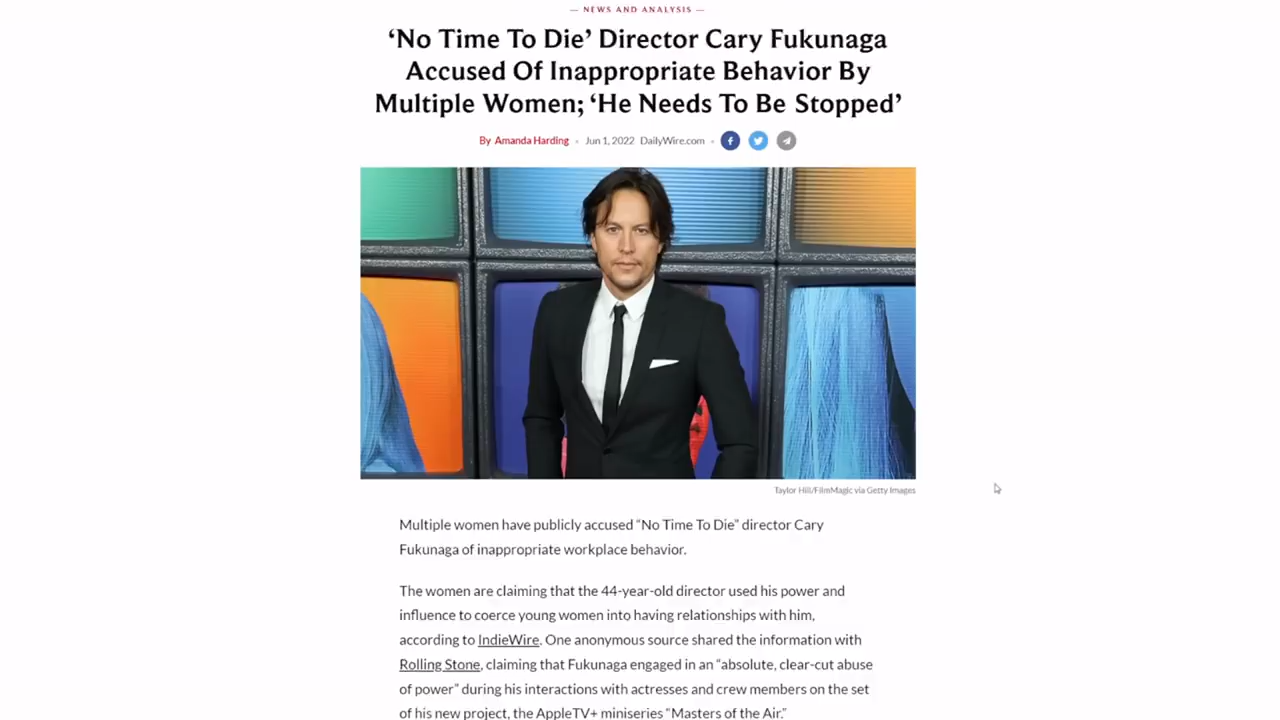 — NEWS AND ANALYSIS —
‘No Time To Die’ Director Cary Fukunaga
Accused Of Inappropriate Behavior By
Multiple Women; ‘He Needs To Be Stopped’
By Amanda Harding • Jun 1, 2022 DailyWire.com •
Taylor Hill/FilmMagic via Getty Images
Multiple women have publicly accused “No Time To Die” director Cary
Fukunaga of inappropriate workplace behavior.
The women are claiming that the 44-year-old director used his power and
influence to coerce young women into having relationships with him,
according to IndieWire. One anonymous source shared the information with
Rolling Stone, claiming that Fukunaga engaged in an “absolute, clear-cut abuse
of power” during his interactions with actresses and crew members on the set
of his new project, the AppleTV+ miniseries “Masters of the Air.”